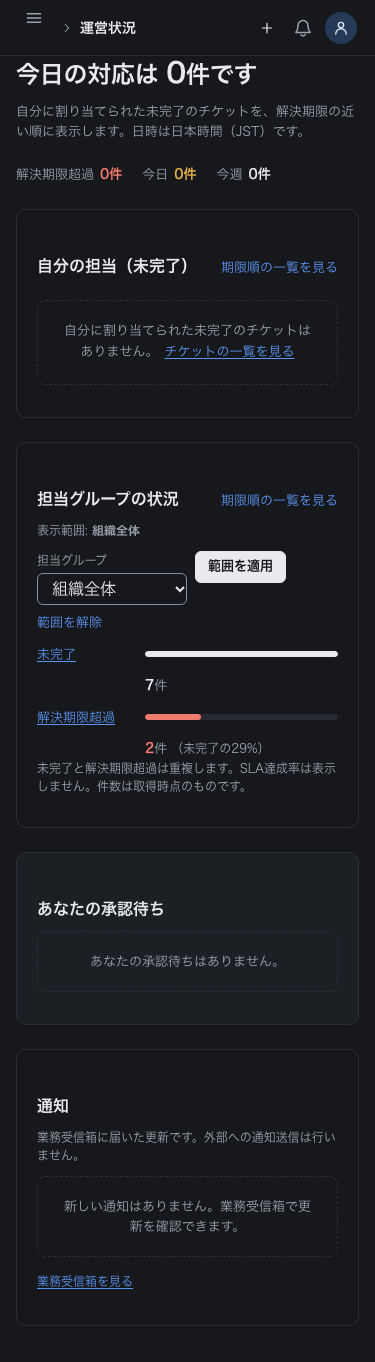 運営状況
今日の対応は 0件です
自分に割り当てられた未完了のチケットを、解決期限の近
い順に表示します。日時は日本時間（JST）です。
解決期限超過 0件 今日 0件 今週 0件
自分の担当（未完了）
期限順の一覧を見る
自分に割り当てられた未完了のチケットは
ありません。 チケットの一覧を見る
担当グループの状況
期限順の一覧を見る
表示範囲: 組織全体
担当グループ
組織全体
範囲を適用
範囲を解除
未完了
7件
解決期限超過
2件 （未完了の29%）
未完了と解決期限超過は重複します。SLA達成率は表示
しません。件数は取得時点のものです。
あなたの承認待ち
あなたの承認待ちはありません。
通知
業務受信箱に届いた更新です。外部への通知送信は行い
ません。
新しい通知はありません。業務受信箱で更
新を確認できます。
業務受信箱を見る